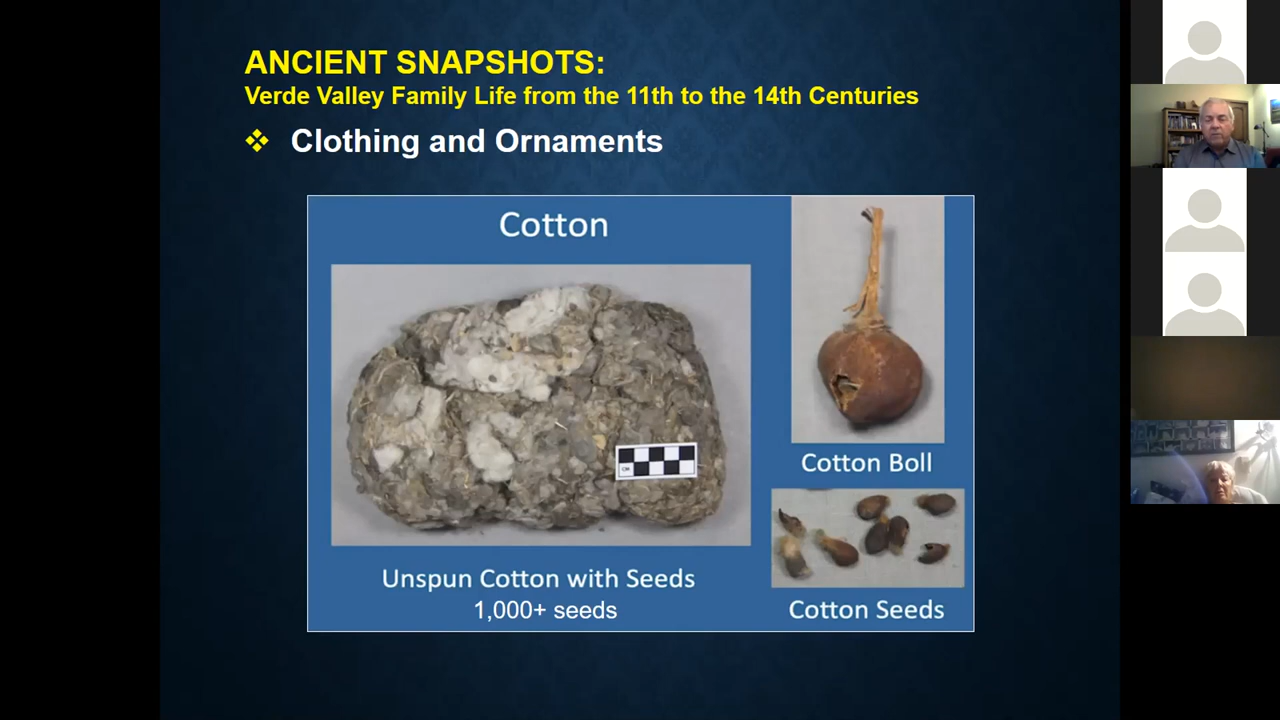 ANCIENT SNAPSHOTS:
Verde Valley Family Life from the 11th to the 14th Centuries
Clothing and Ornaments
Cotton
Cotton Boll
Unspun Cotton with Seeds
1,000+ seeds
Cotton Seeds